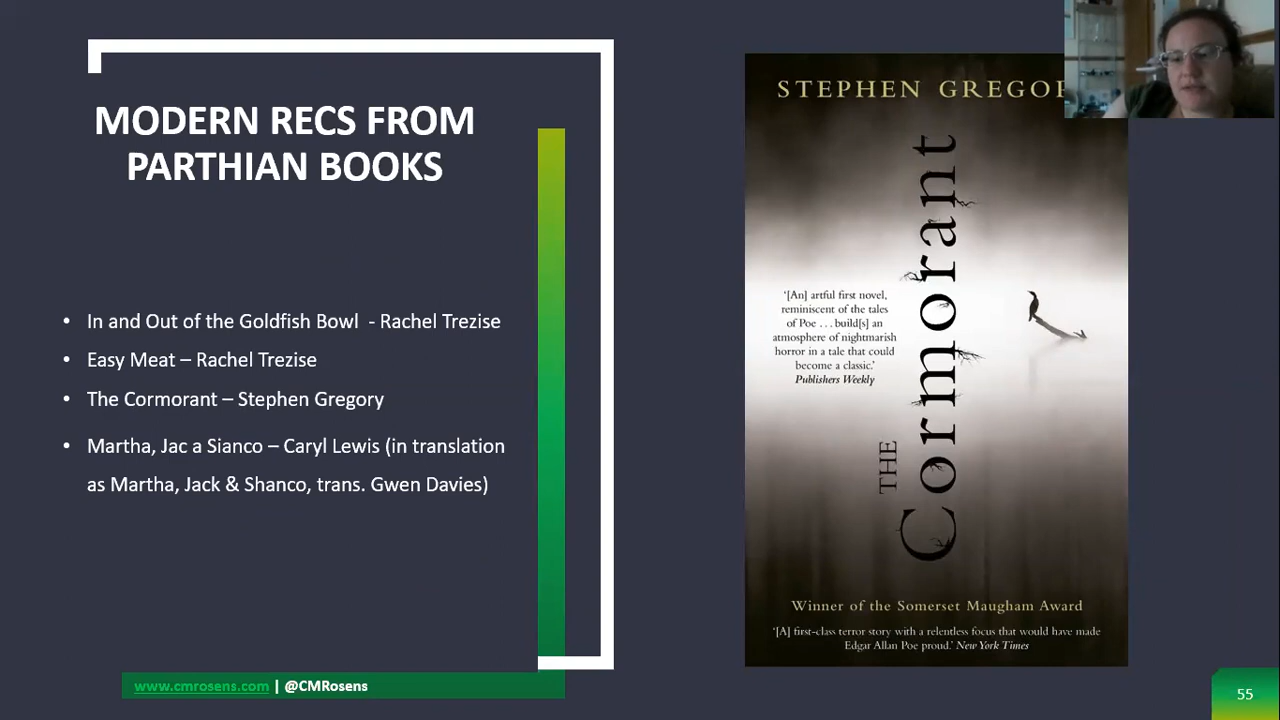 MODERN RECS FROM
PARTHIAN BOOKS
• In and Out of the Goldfish Bowl  - Rachel Trezise
• Easy Meat – Rachel Trezise
• The Cormorant – Stephen Gregory
• Martha, Jac a Sianco – Caryl Lewis (in translation
as Martha, Jack & Shanco, trans. Gwen Davies)
www.cmrosens.com | @CMRosens
STEPHEN GREGOR
THE
Cormorant
‘[An] artful first novel,
reminiscent of the tales
of Poe . . . build[s] an
atmosphere of nightmarish
horror in a tale that could
become a classic.’
Publishers Weekly
Winner of the Somerset Maugham Award
‘[A] first-class terror story with a relentless focus that would have made
Edgar Allan Poe proud.’ New York Times
55